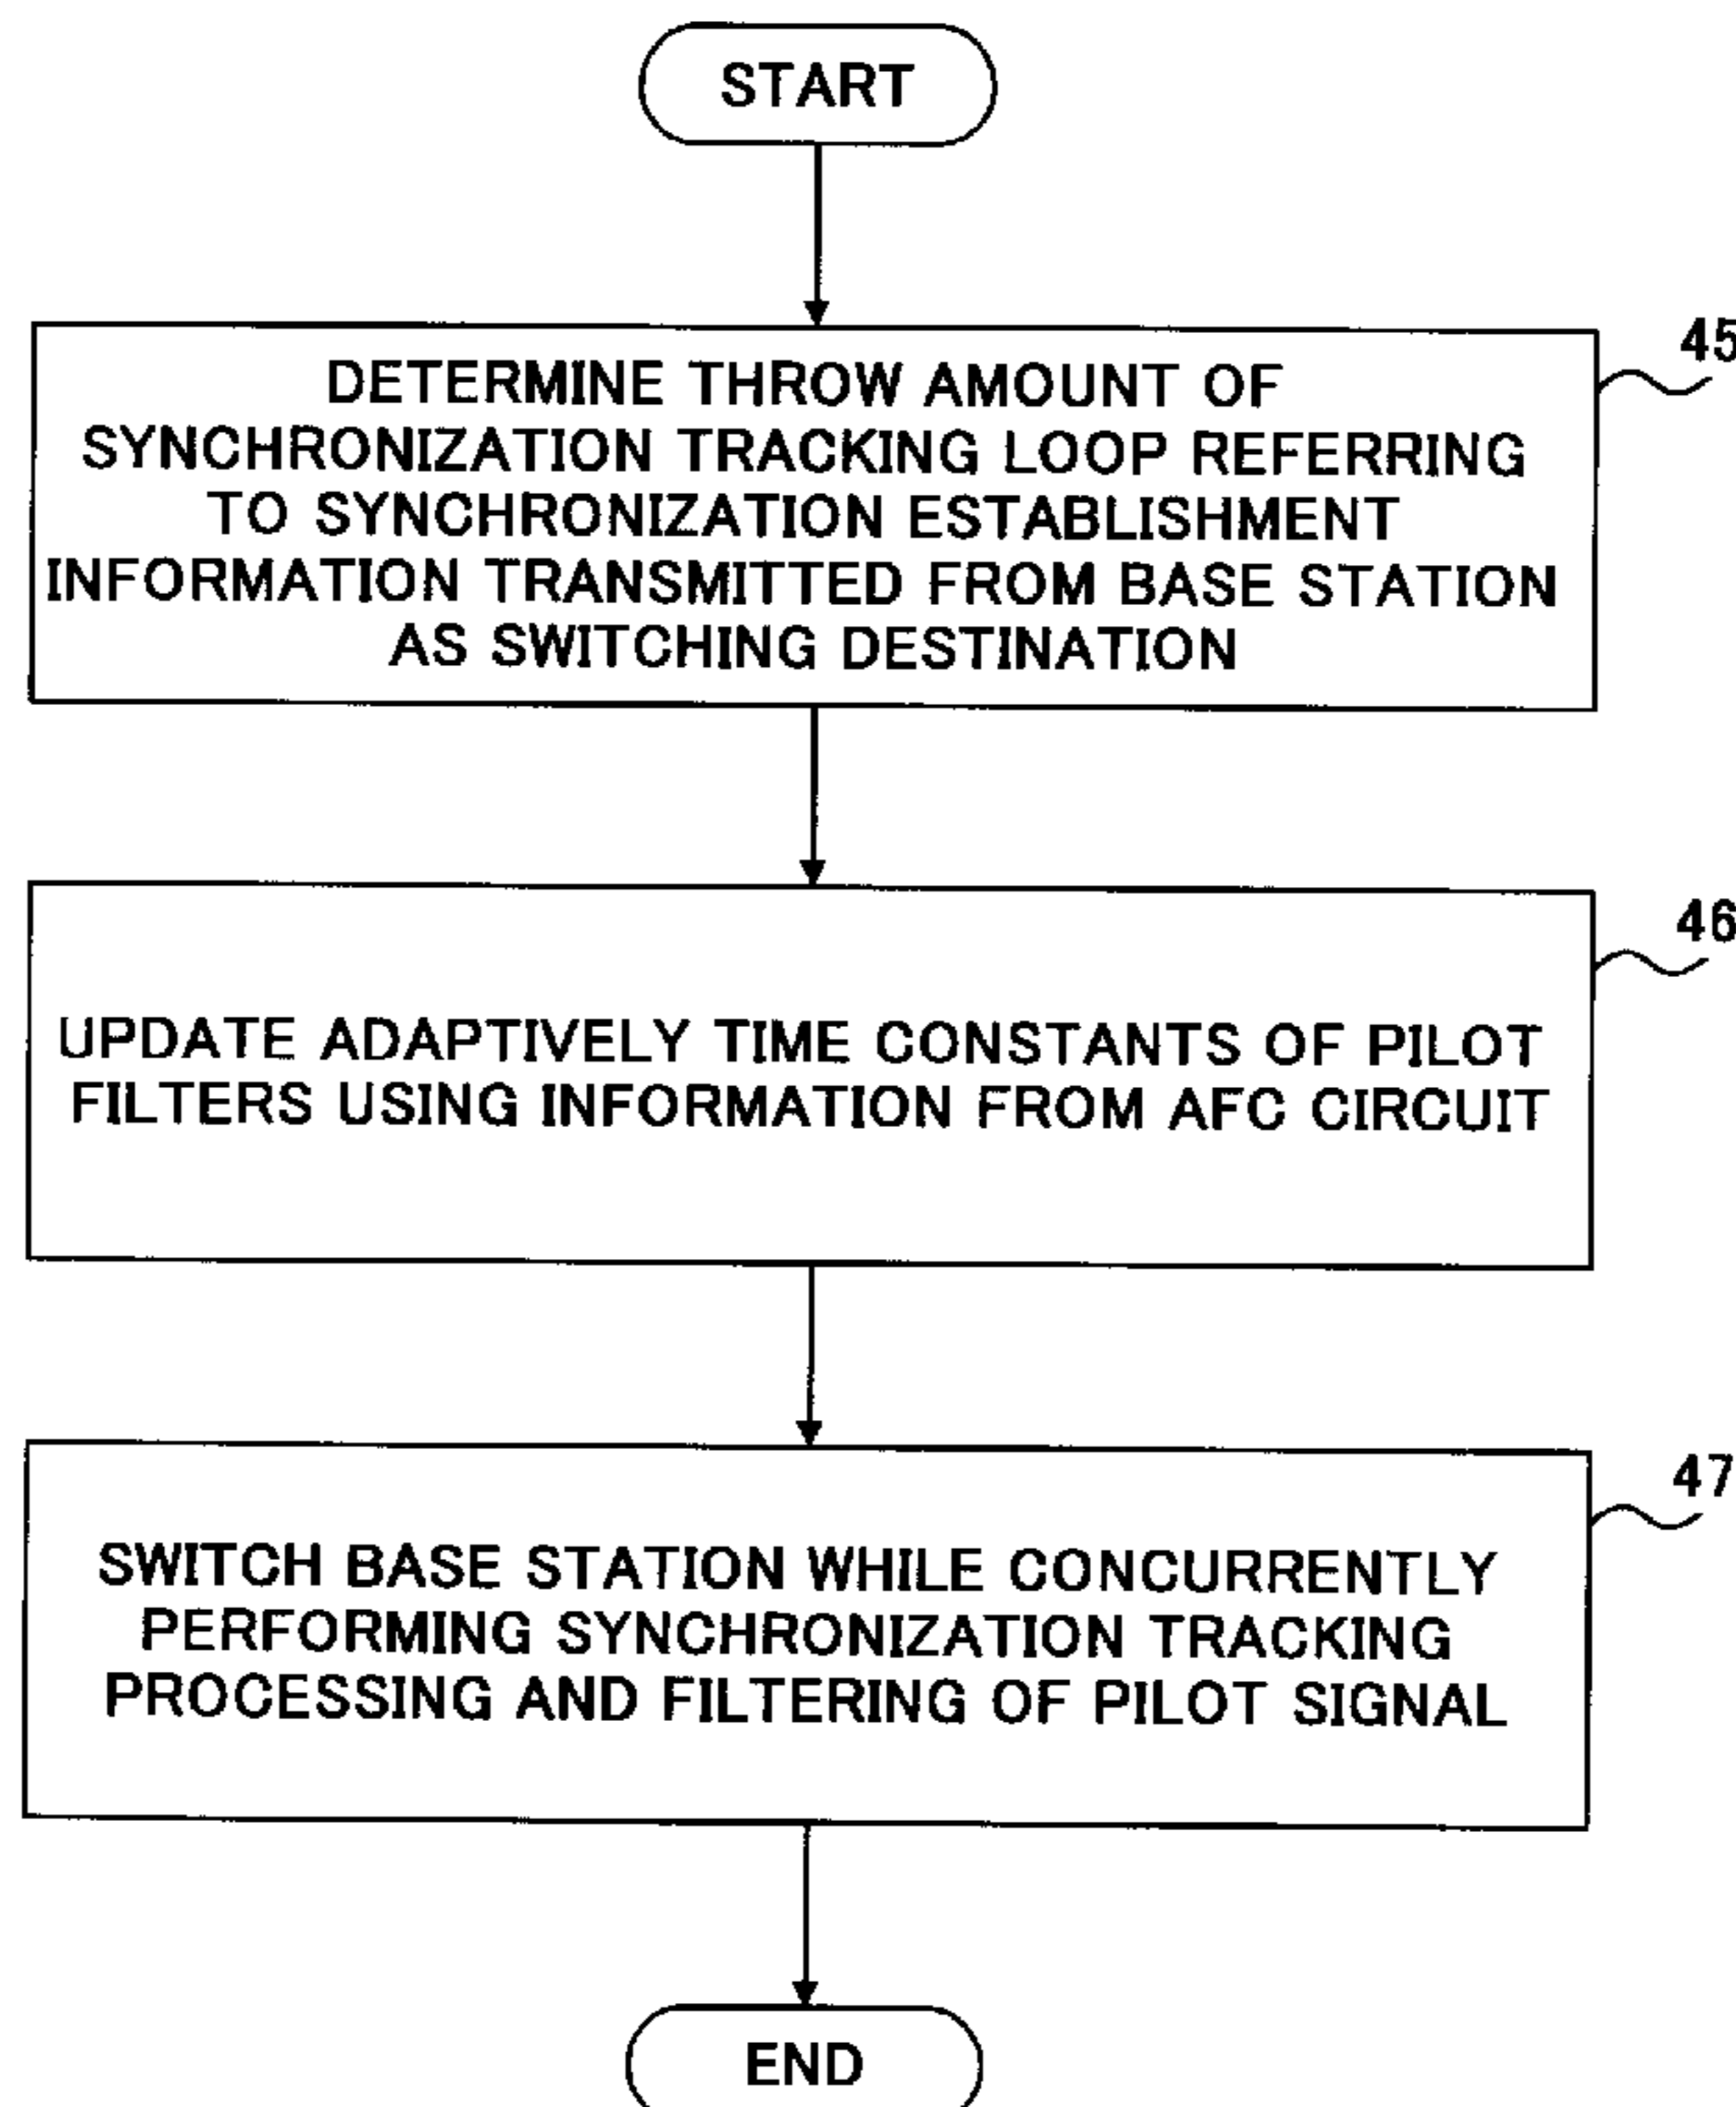 START
45
DETERMINE THROW AMOUNT OF
SYNCHRONIZATION TRACKING LOOP REFERRING
TO SYNCHRONIZATION ESTABLISHMENT
INFORMATION TRANSMITTED FROM BASE STATION
AS SWITCHING DESTINATION
46
UPDATE ADAPTIVELY TIME CONSTANTS OF PILOT
FILTERS USING INFORMATION FROM AFC CIRCUIT
47
SWITCH BASE STATION WHILE CONCURRENTLY
PERFORMING SYNCHRONIZATION TRACKING
PROCESSING AND FILTERING OF PILOT SIGNAL
END